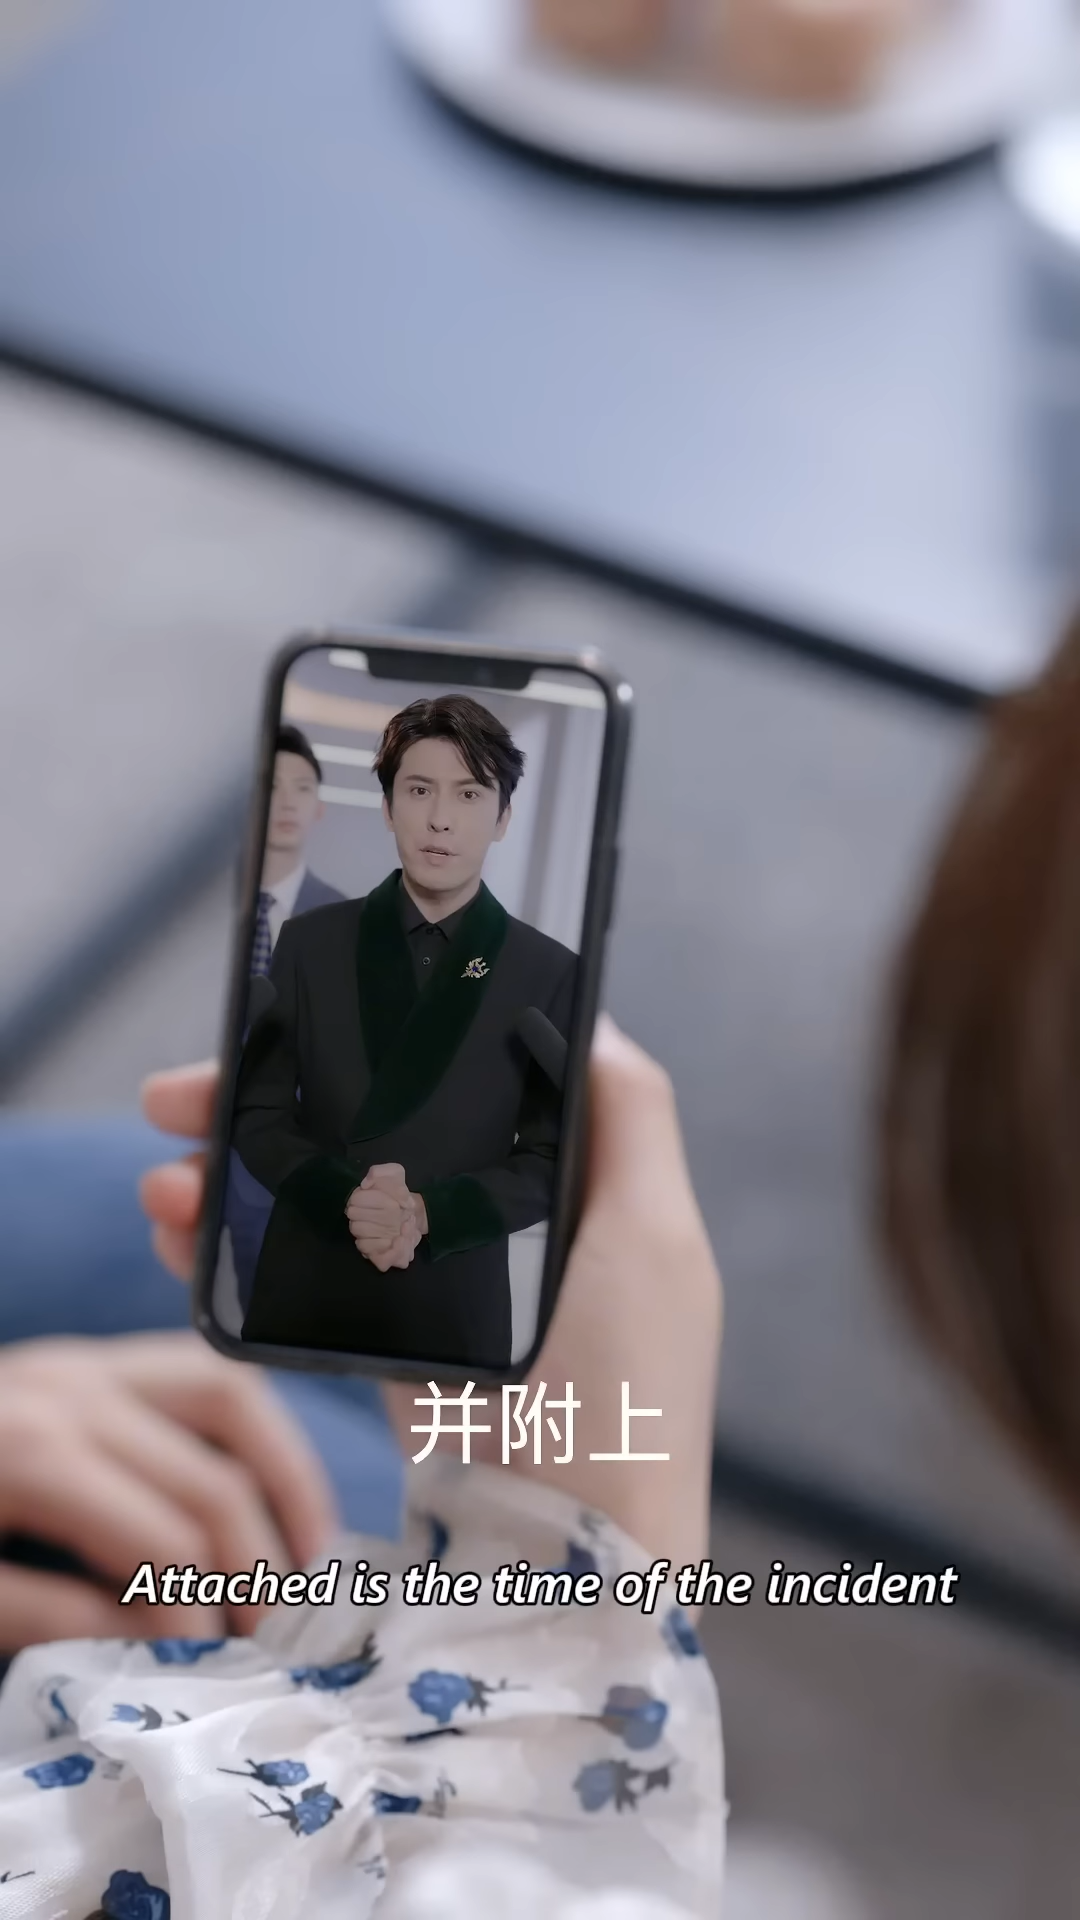 并附上
Attached is the time of the incident